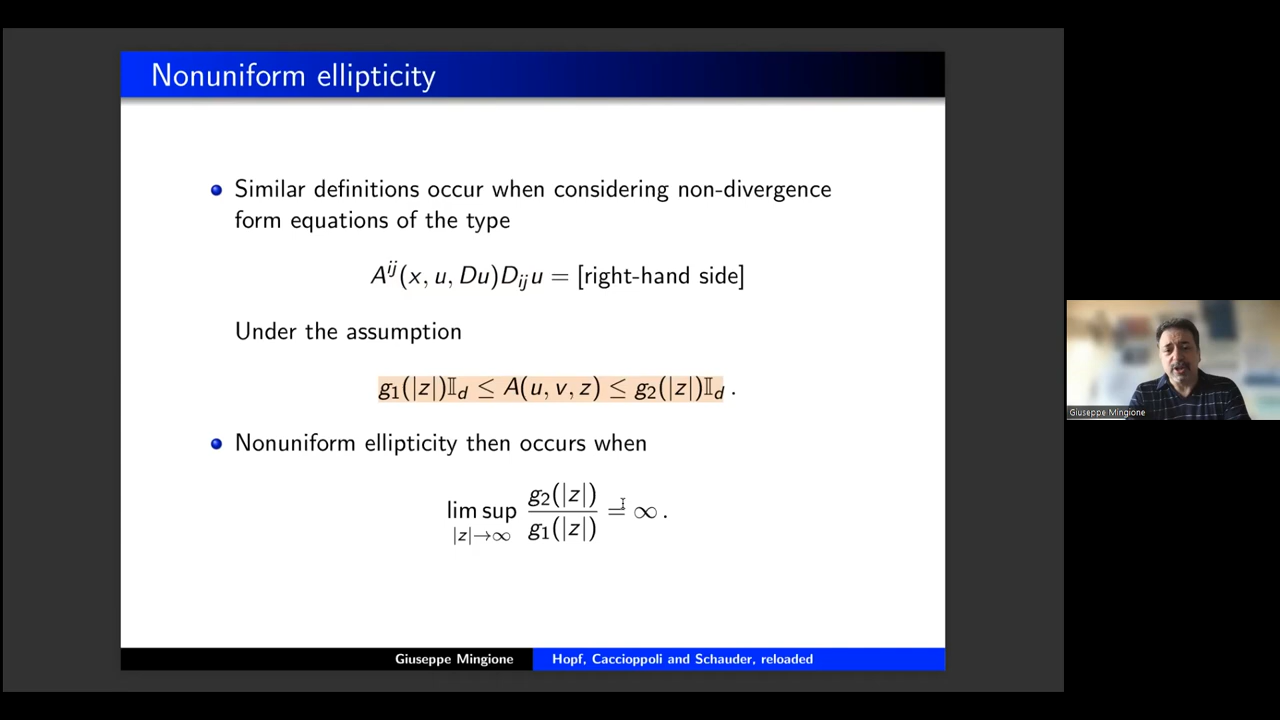 Nonuniform ellipticity
Similar definitions occur when considering non-divergence
form equations of the type
A^{ij}(x, u, Du)D_{ij}u = [right-hand side]
Under the assumption
g_1(|z|)𝕀_d ≤ A(u, v, z) ≤ g_2(|z|)𝕀_d .
Nonuniform ellipticity then occurs when
lim sup_{|z|→∞} g_2(|z|)/g_1(|z|) = ∞ .
Giuseppe Mingione
Giuseppe Mingione Hopf, Caccioppoli and Schauder, reloaded